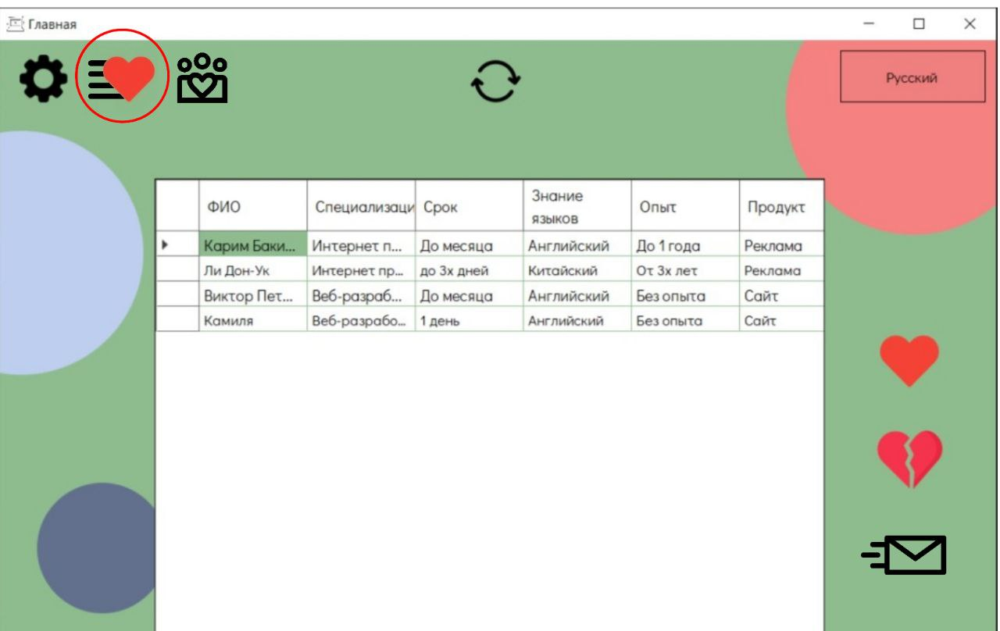 Главная
Русский
ФИО Специализаци Срок Знание языков Опыт Продукт
Карим Баки... Интернет п... До месяца Английский До 1 года Реклама
Ли Дон-Ук Интернет пр... до 3х дней Китайский От 3х лет Реклама
Виктор Пет... Веб-разраб... До месяца Английский Без опыта Сайт
Камиля Веб-разрабо... 1 день Английский Без опыта Сайт